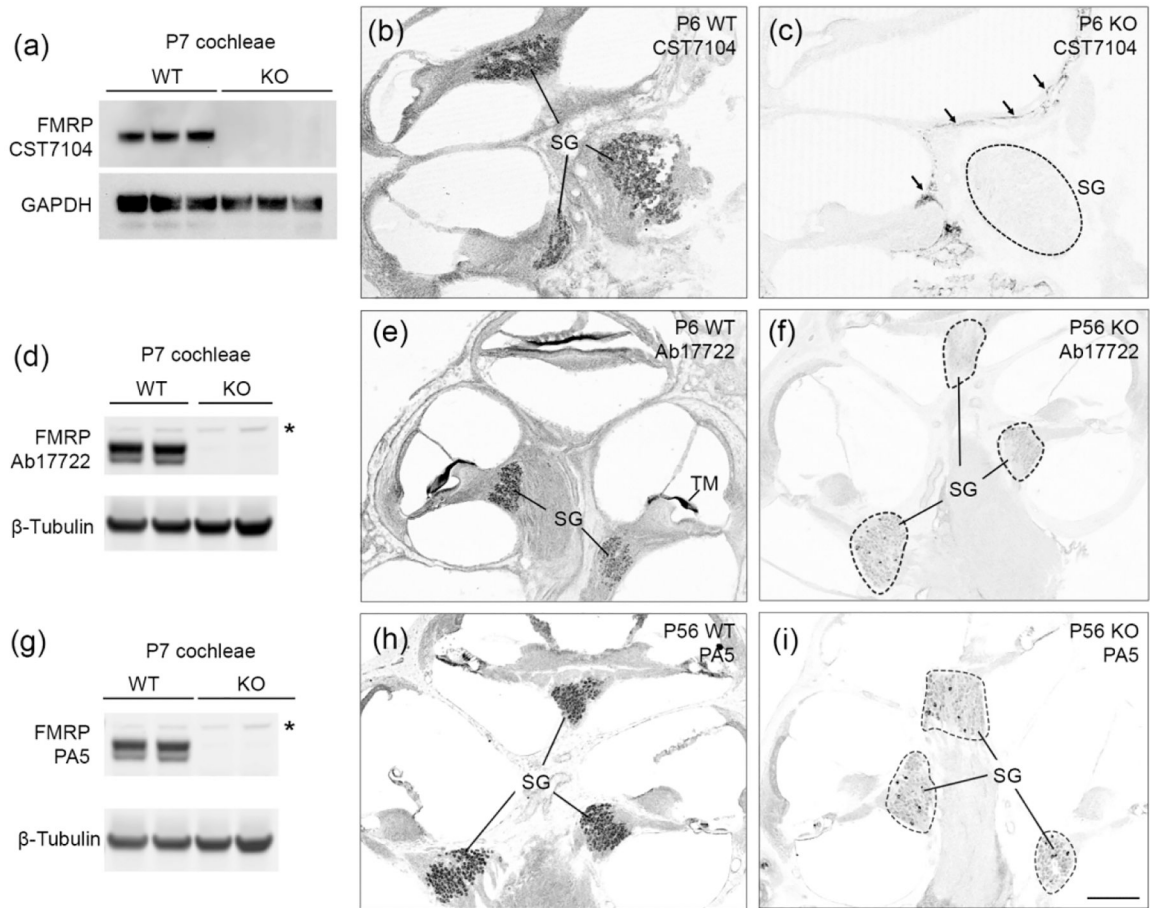 (a)
P7 cochleae
WT KO
FMRP
CST7104
GAPDH
(b)
P6 WT
CST7104
SG
(c)
P6 KO
CST7104
SG
(d)
P7 cochleae
WT KO
*
FMRP
Ab17722
β-Tubulin
(e)
P6 WT
Ab17722
TM
SG
(f)
P56 KO
Ab17722
SG
(g)
P7 cochleae
WT KO
*
FMRP
PA5
β-Tubulin
(h)
P56 WT
PA5
SG
(i)
P56 KO
PA5
SG